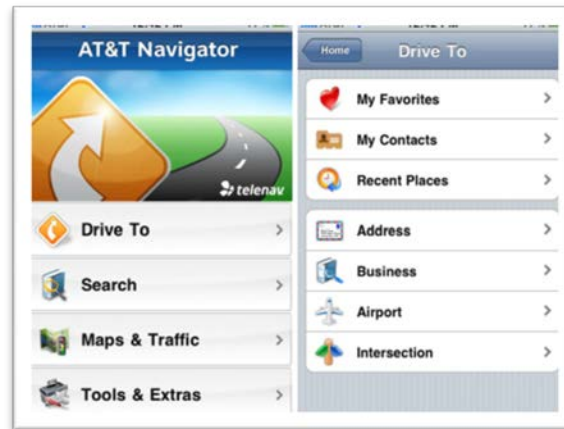 AT&T Navigator
telenav
Drive To
Search
Maps & Traffic
Tools & Extras
Home
Drive To
My Favorites
My Contacts
Recent Places
Address
Business
Airport
Intersection